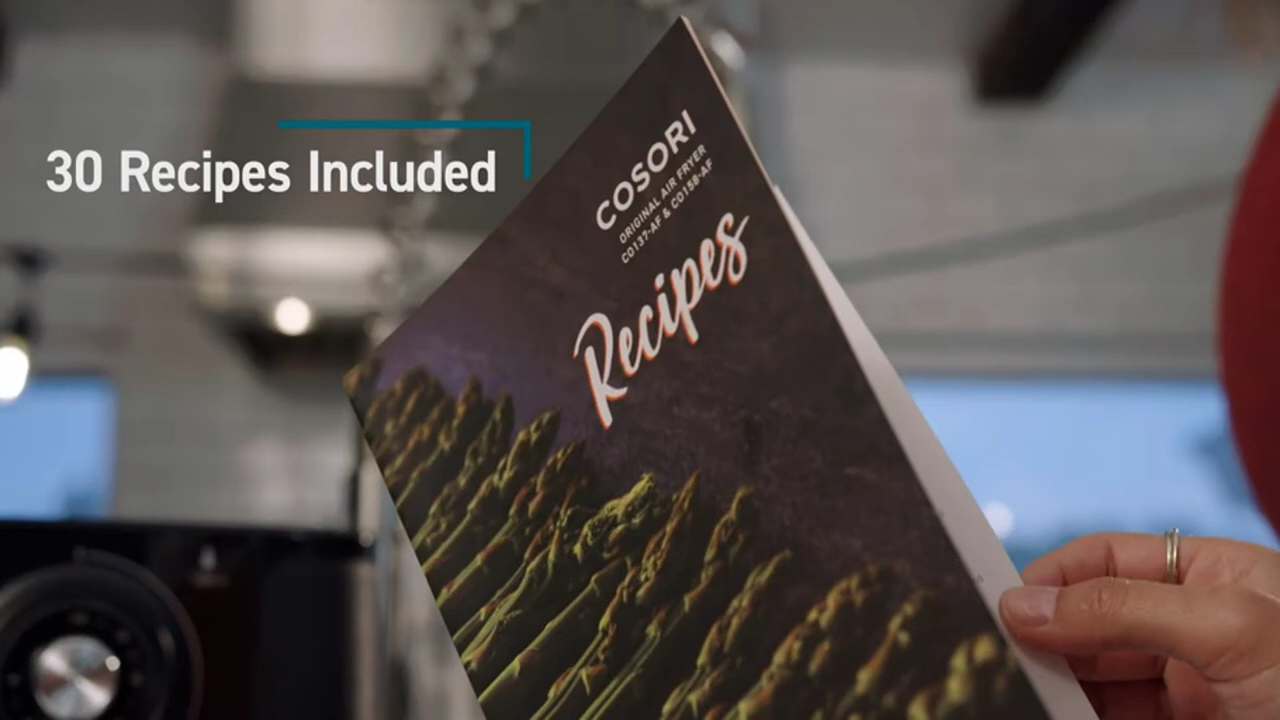 30 Recipes Included
COSORI
ORIGINAL AIR FRYER
CO137-AF & CO158-AF
Recipes